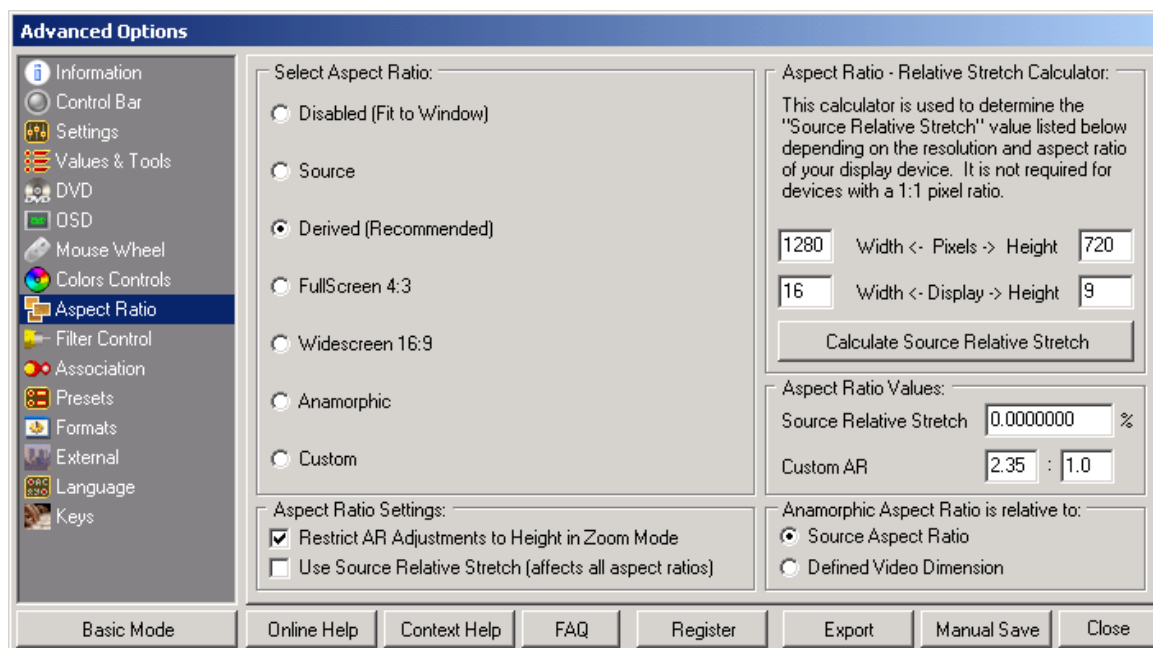 Advanced Options
Information
Control Bar
Settings
Values & Tools
DVD
OSD
Mouse Wheel
Colors Controls
Aspect Ratio
Filter Control
Association
Presets
Formats
External
Language
Keys
Select Aspect Ratio:
Disabled (Fit to Window)
Source
Derived (Recommended)
FullScreen 4:3
Widescreen 16:9
Anamorphic
Custom
Aspect Ratio Settings:
Restrict AR Adjustments to Height in Zoom Mode
Use Source Relative Stretch (affects all aspect ratios)
Aspect Ratio - Relative Stretch Calculator:
This calculator is used to determine the
"Source Relative Stretch" value listed below
depending on the resolution and aspect ratio
of your display device. It is not required for
devices with a 1:1 pixel ratio.
1280 Width <- Pixels -> Height 720
16 Width <- Display -> Height 9
Calculate Source Relative Stretch
Aspect Ratio Values:
Source Relative Stretch 0.0000000 %
Custom AR 2.35 : 1.0
Anamorphic Aspect Ratio is relative to:
Source Aspect Ratio
Defined Video Dimension
Basic Mode Online Help Context Help FAQ Register Export Manual Save Close